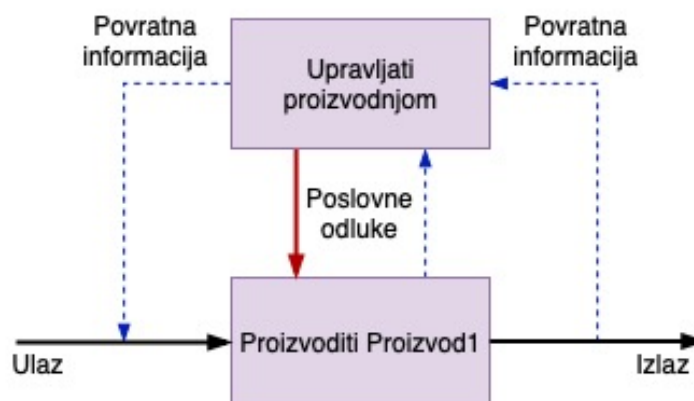 Povratna
informacija
Upravljati
proizvodnjom
Povratna
informacija
Poslovne
odluke
Ulaz
Proizvoditi Proizvod1
Izlaz